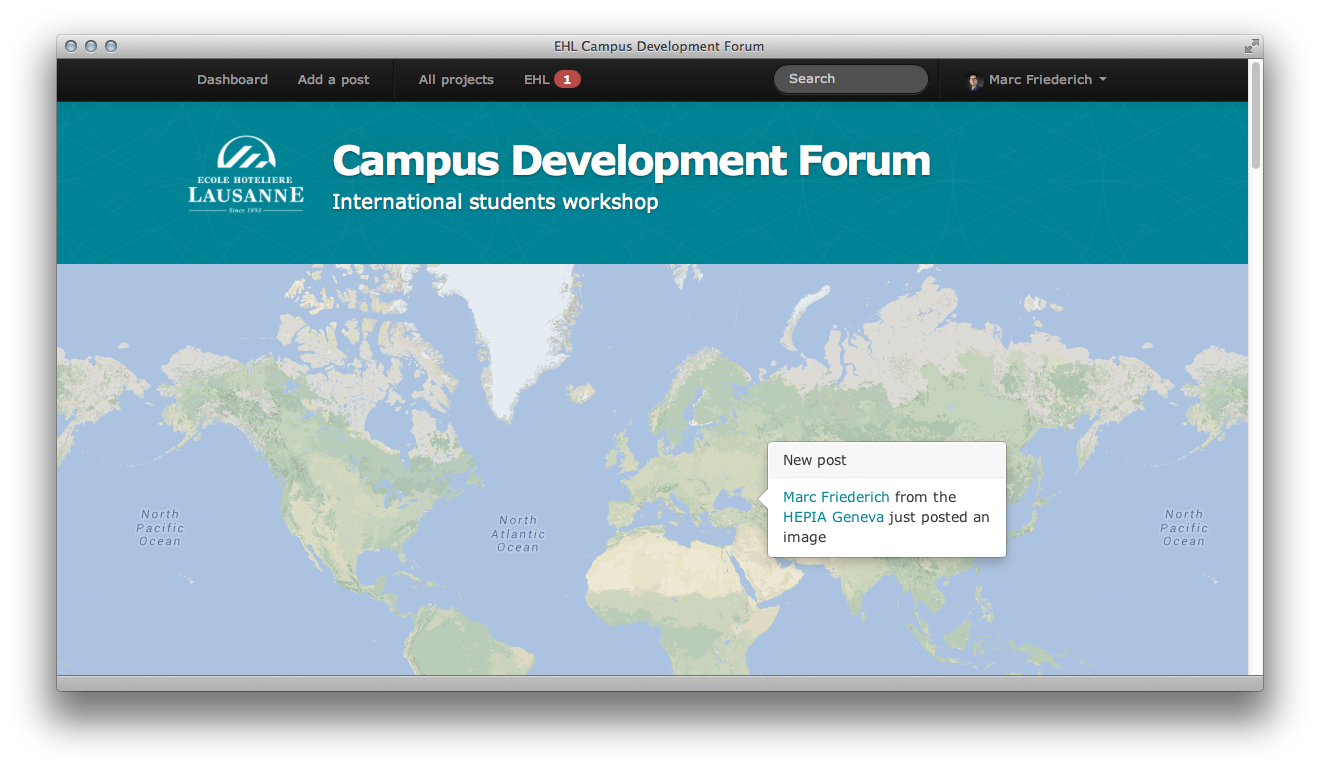 EHL Campus Development Forum
Dashboard Add a post All projects EHL 1 Search Marc Friederich
ECOLE HOTELIERE
LAUSANNE
Since 1893
Campus Development Forum
International students workshop
New post
Marc Friederich from the
HEPIA Geneva just posted an
image
North
Pacific
Ocean
North
Atlantic
Ocean
North
Pacific
Ocean